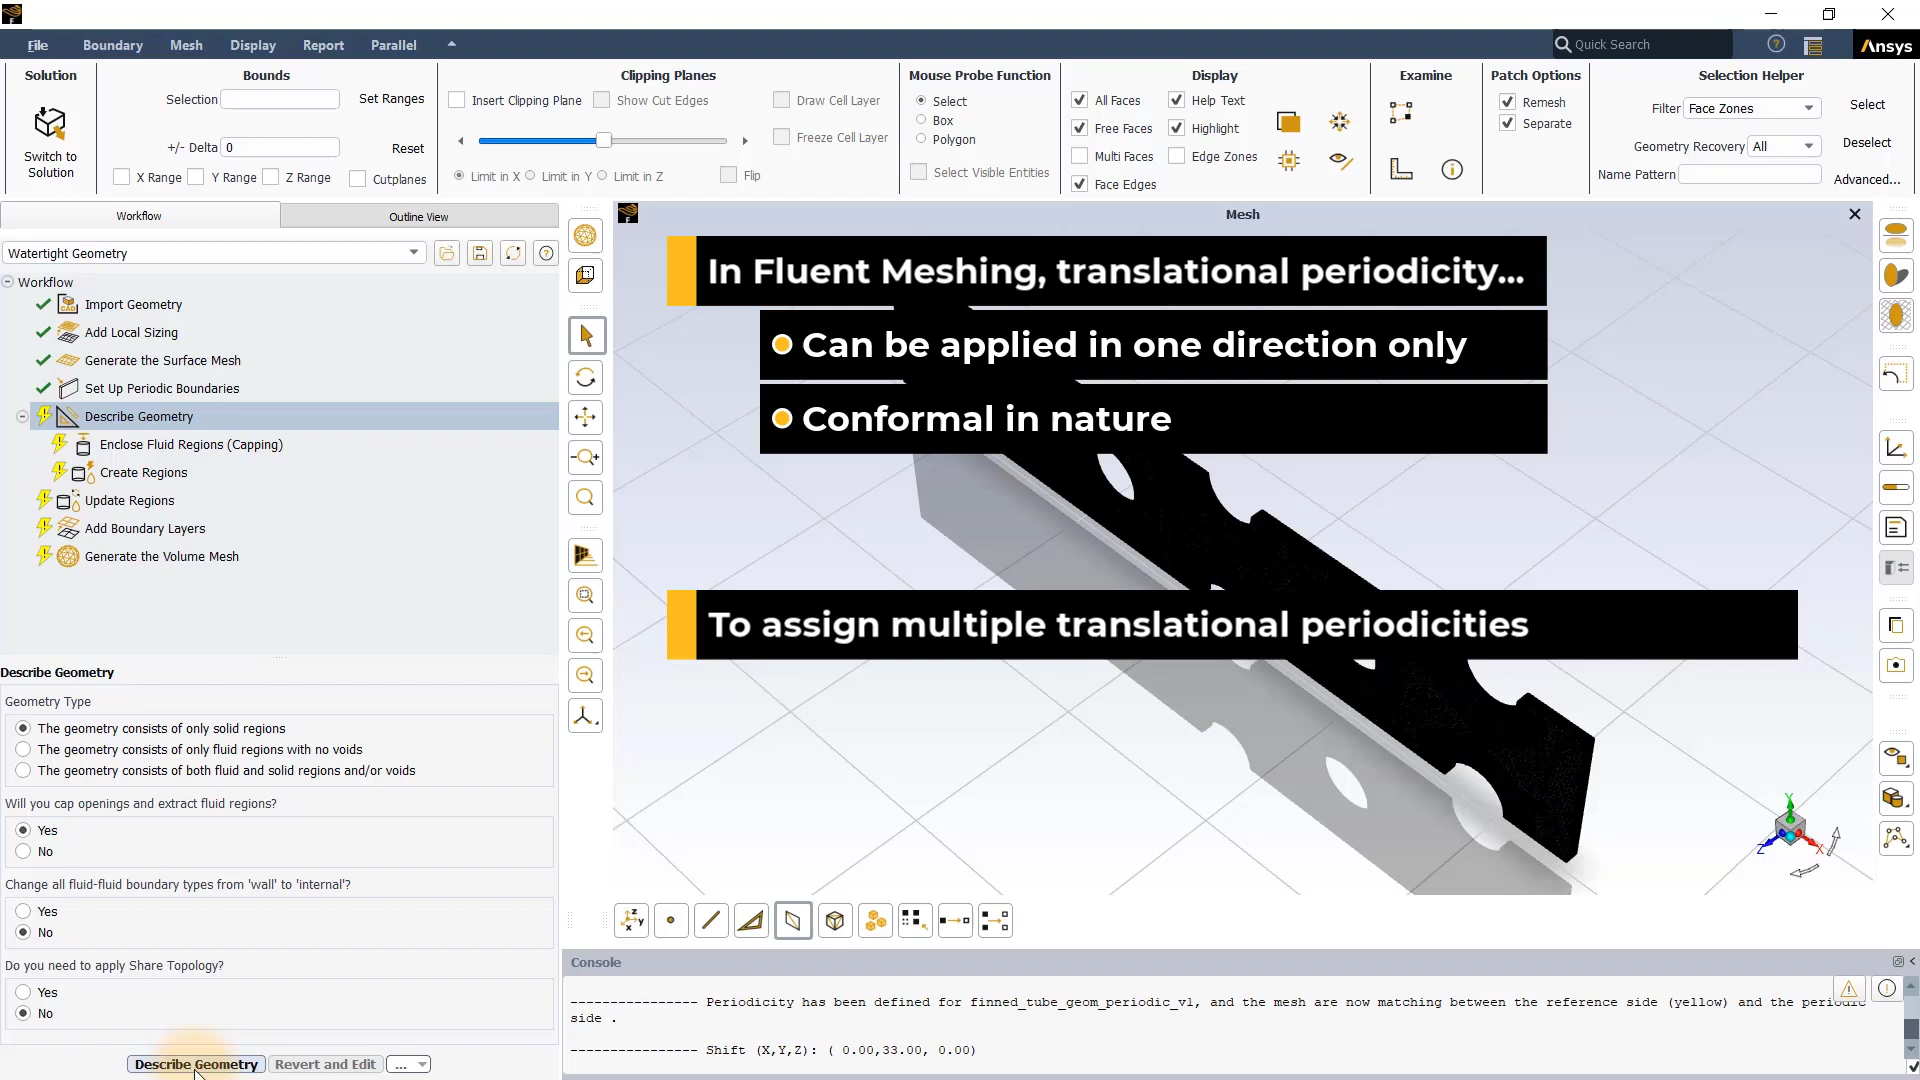 File
Boundary
Mesh
Display
Report
Parallel
Quick Search
Ansys
Solution
Switch to
Solution
Bounds
Selection
Set Ranges
+/- Delta 0
Reset
X Range
Y Range
Z Range
Cutplanes
Clipping Planes
Insert Clipping Plane
Show Cut Edges
Draw Cell Layer
Freeze Cell Layer
Limit in X
Limit in Y
Limit in Z
Flip
Mouse Probe Function
Select
Box
Polygon
Select Visible Entities
Display
All Faces
Help Text
Free Faces
Highlight
Multi Faces
Edge Zones
Face Edges
Examine
Patch Options
Remesh
Separate
Selection Helper
Filter Face Zones
Select
Geometry Recovery All
Deselect
Name Pattern
Advanced...
Workflow
Outline View
Watertight Geometry
Workflow
Import Geometry
Add Local Sizing
Generate the Surface Mesh
Set Up Periodic Boundaries
Describe Geometry
Enclose Fluid Regions (Capping)
Create Regions
Update Regions
Add Boundary Layers
Generate the Volume Mesh
Describe Geometry
Geometry Type
The geometry consists of only solid regions
The geometry consists of only fluid regions with no voids
The geometry consists of both fluid and solid regions and/or voids
Will you cap openings and extract fluid regions?
Yes
No
Change all fluid-fluid boundary types from 'wall' to 'internal'?
Yes
No
Do you need to apply Share Topology?
Yes
No
Describe Geometry
Revert and Edit
...
Mesh
In Fluent Meshing, translational periodicity...
Can be applied in one direction only
Conformal in nature
To assign multiple translational periodicities
Y
Z
X
Console
---------------- Periodicity has been defined for finned_tube_geom_periodic_v1, and the mesh are now matching between the reference side (yellow) and the periodic
side .
---------------- Shift (X,Y,Z): ( 0.00,33.00, 0.00)